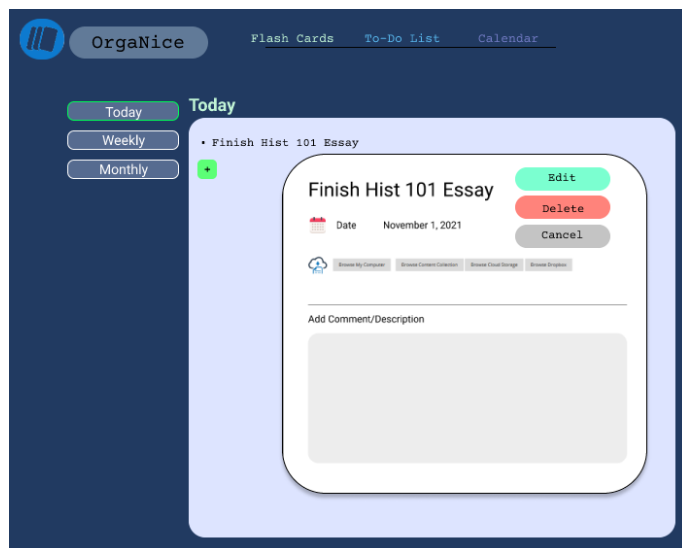 OrgaNice
Flash Cards To-Do List Calendar
Today
Weekly
Monthly
Today
• Finish Hist 101 Essay
+
Finish Hist 101 Essay
Edit
Delete
Cancel
Date November 1, 2021
Browse My Computer Browse Content Collection Browse Cloud Storage Browse Dropbox
Add Comment/Description